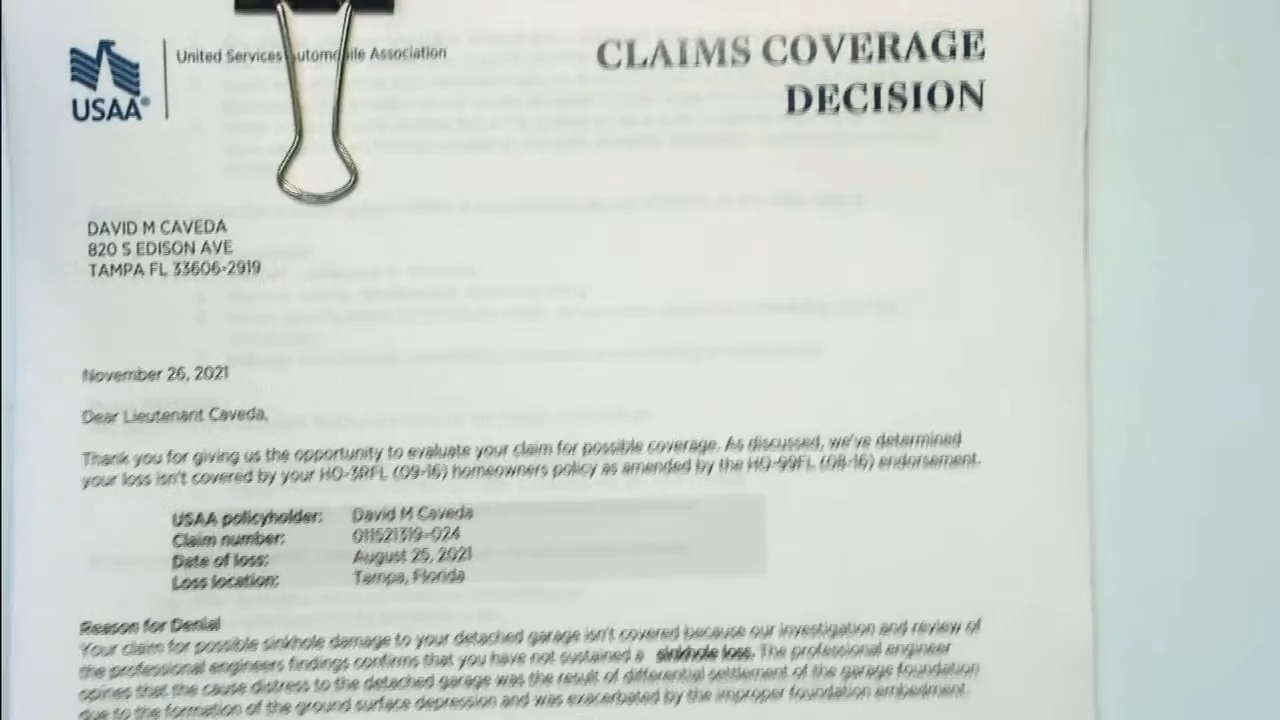 USAA®
United Services Automobile Association
CLAIMS COVERAGE
DECISION
DAVID M CAVEDA
820 S EDISON AVE
TAMPA FL 33606-2919
November 26, 2021
Dear Lieutenant Caveda,
Thank you for giving us the opportunity to evaluate your claim for possible coverage. As discussed, we've determined
your loss isn't covered by your HO-3RFL (09-16) homeowners policy as amended by the HO-99FL (08-16) endorsement.
USAA policyholder: David M Caveda
Claim number: 011521319-024
Date of loss: August 25, 2021
Loss location: Tampa, Florida
Reason for Denial
Your claim for possible sinkhole damage to your detached garage isn't covered because our investigation and review of
the professional engineers findings confirms that you have not sustained a sinkhole loss. The professional engineer
opines that the cause distress to the detached garage was the result of differential settlement of the garage foundation
due to the formation of the ground surface depression and was exacerbated by the improper foundation embedment.